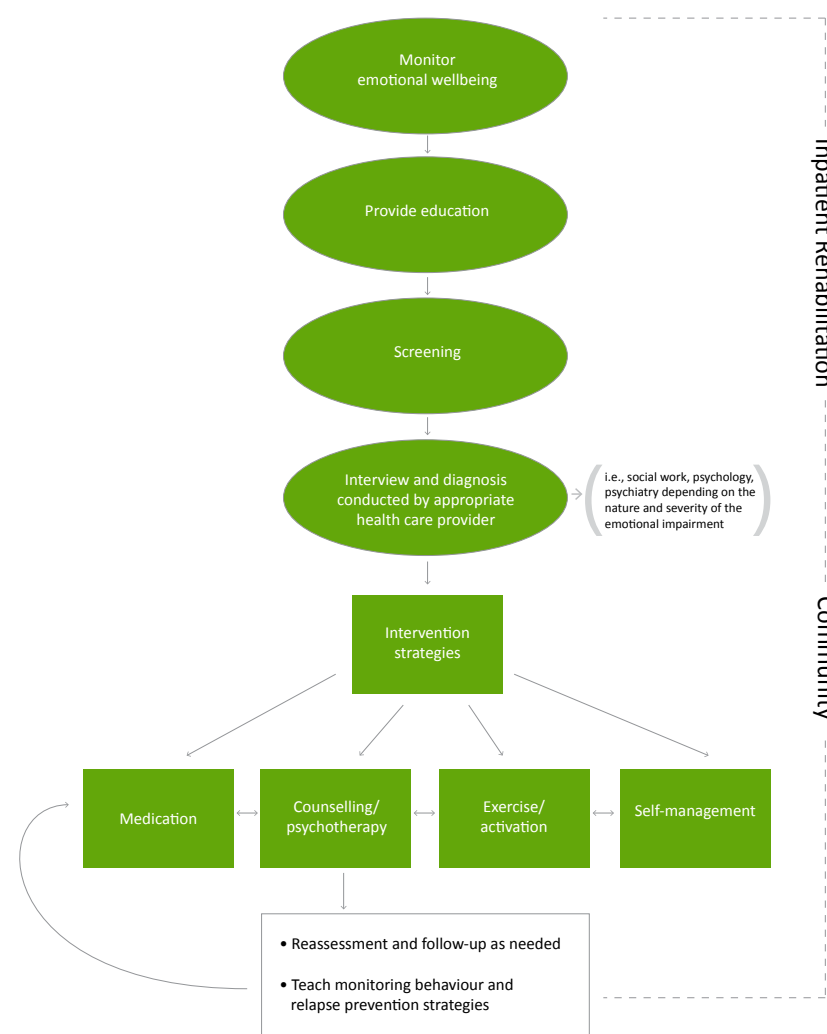 Monitor
emotional wellbeing
Provide education
Screening
Interview and diagnosis
conducted by appropriate
health care provider
i.e., social work, psychology,
psychiatry depending on the
nature and severity of the
emotional impairment
Intervention
strategies
Medication
Counselling/
psychotherapy
Exercise/
activation
Self-management
• Reassessment and follow-up as needed
• Teach monitoring behaviour and
relapse prevention strategies
Inpatient Rehabilitation
Community